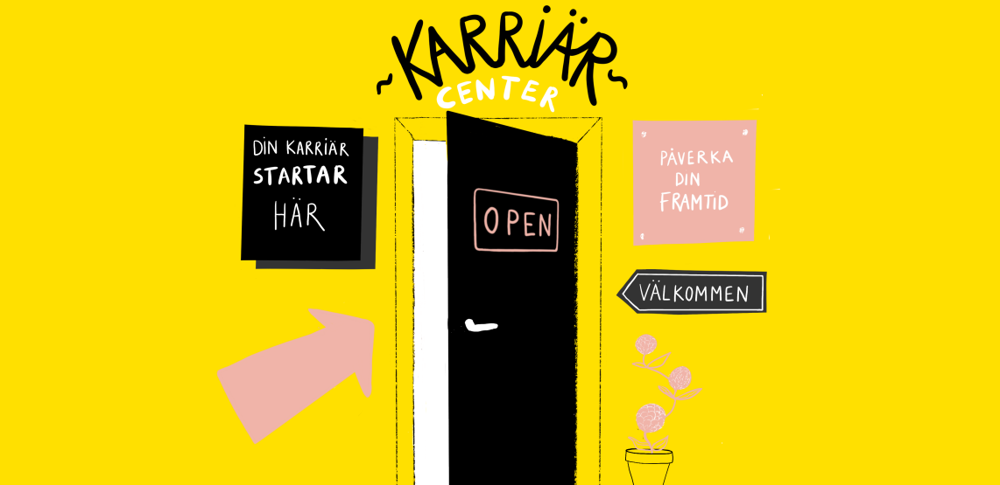 KARRIÄR
CENTER
DIN KARRIÄR
STARTAR
HÄR
OPEN
PÅVERKA
DIN
FRAMTID
VÄLKOMMEN